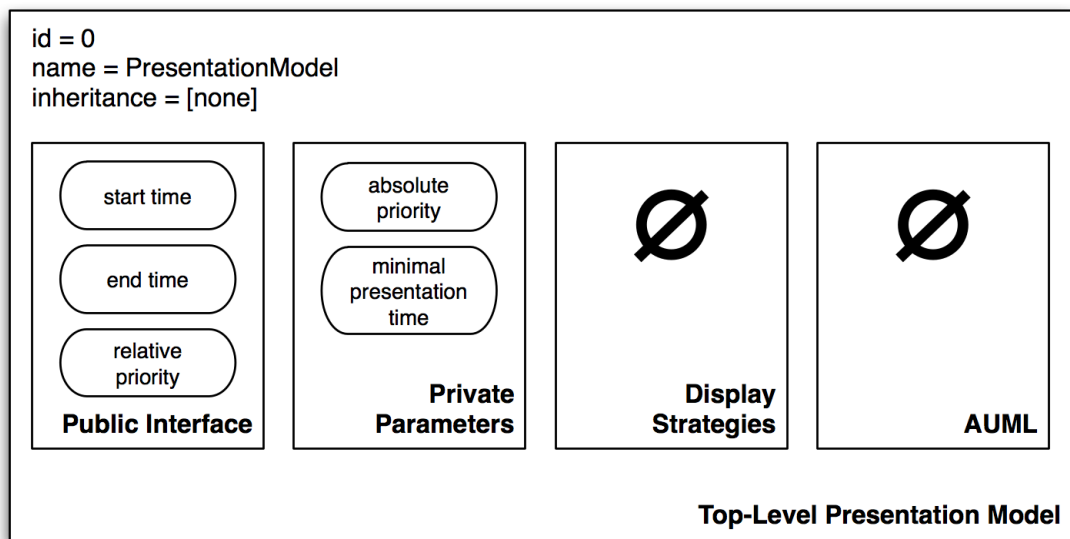 id = 0
name = PresentationModel
inheritance = [none]
start time
end time
relative
priority
Public Interface
absolute
priority
minimal
presentation
time
Private
Parameters
Display
Strategies
AUML
Top-Level Presentation Model